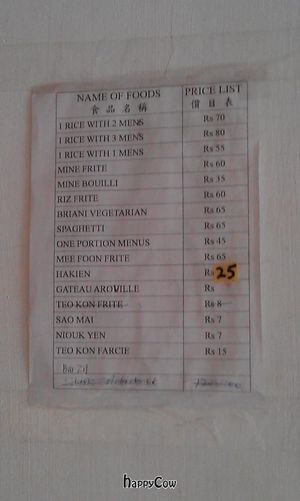 NAME OF FOODS PRICE LIST
食品名稱 價目表
1 RICE WITH 2 MENS Rs 70
1 RICE WITH 3 MENS Rs 80
1 RICE WITH 1 MENS Rs 55
MINE FRITE Rs 60
MINE BOUILLI Rs 35
RIZ FRITE Rs 60
BRIANI VEGETARIAN Rs 65
SPAGHETTI Rs 65
ONE PORTION MENUS Rs 45
MEE FOON FRITE Rs 65
HAKIEN Rs 25
GATEAU AROVILLE Rs
TEO KON FRITE Rs 8
SAO MAI Rs 7
NIOUK YEN Rs 7
TEO KON FARCIE Rs 15
happyCow